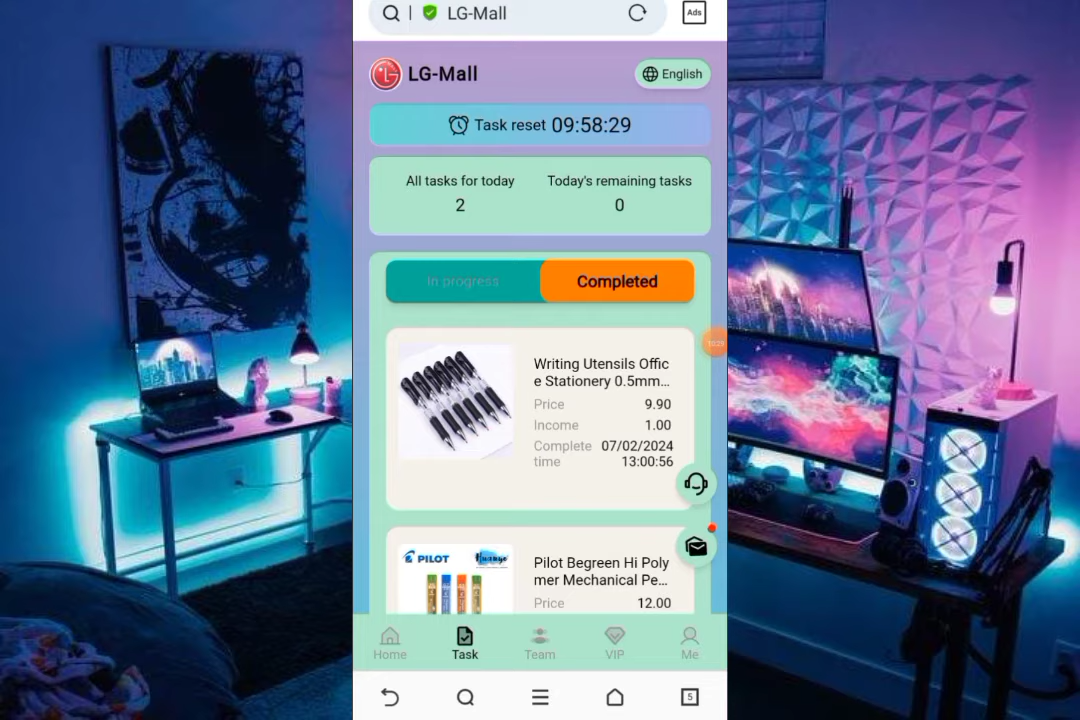 LG-Mall
Ads
LG-Mall
English
Task reset 09:58:29
All tasks for today
Today's remaining tasks
2
0
In progress
Completed
Writing Utensils Offic
e Stationery 0.5mm...
Price 9.90
Income 1.00
Complete 07/02/2024
time 13:00:56
10:29
PILOT
Pilot Begreen Hi Poly
mer Mechanical Pe...
Price 12.00
Home
Task
Team
VIP
Me
5